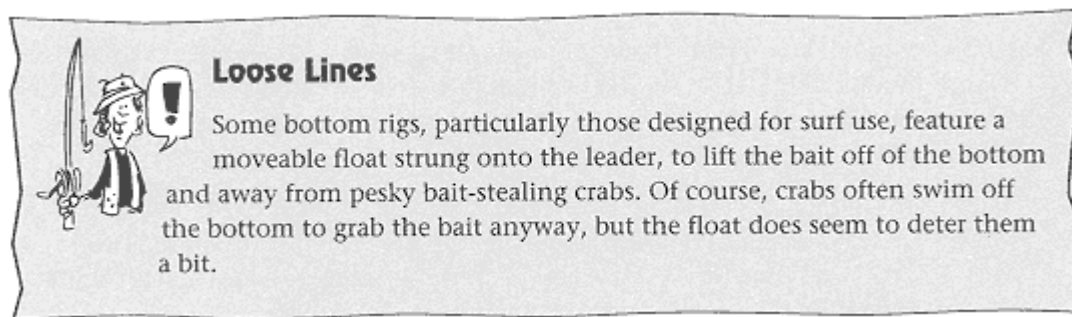 Loose Lines
!
Some bottom rigs, particularly those designed for surf use, feature a
moveable float strung onto the leader, to lift the bait off of the bottom
and away from pesky bait-stealing crabs. Of course, crabs often swim off
the bottom to grab the bait anyway, but the float does seem to deter them
a bit.